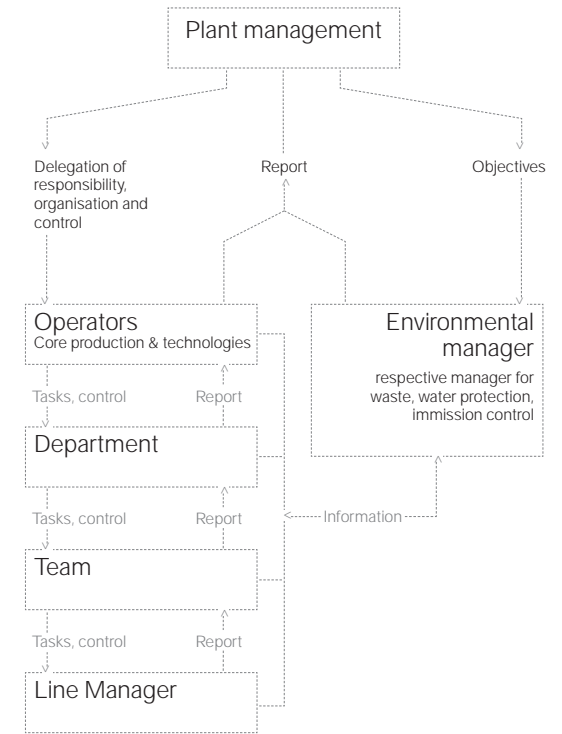 Plant management
Delegation of
responsibility,
organisation and
control
Report
Objectives
Operators
Core production & technologies
Environmental
manager
respective manager for
waste, water protection,
immission control
Tasks, control
Report
Department
Information
Tasks, control
Report
Team
Tasks, control
Report
Line Manager